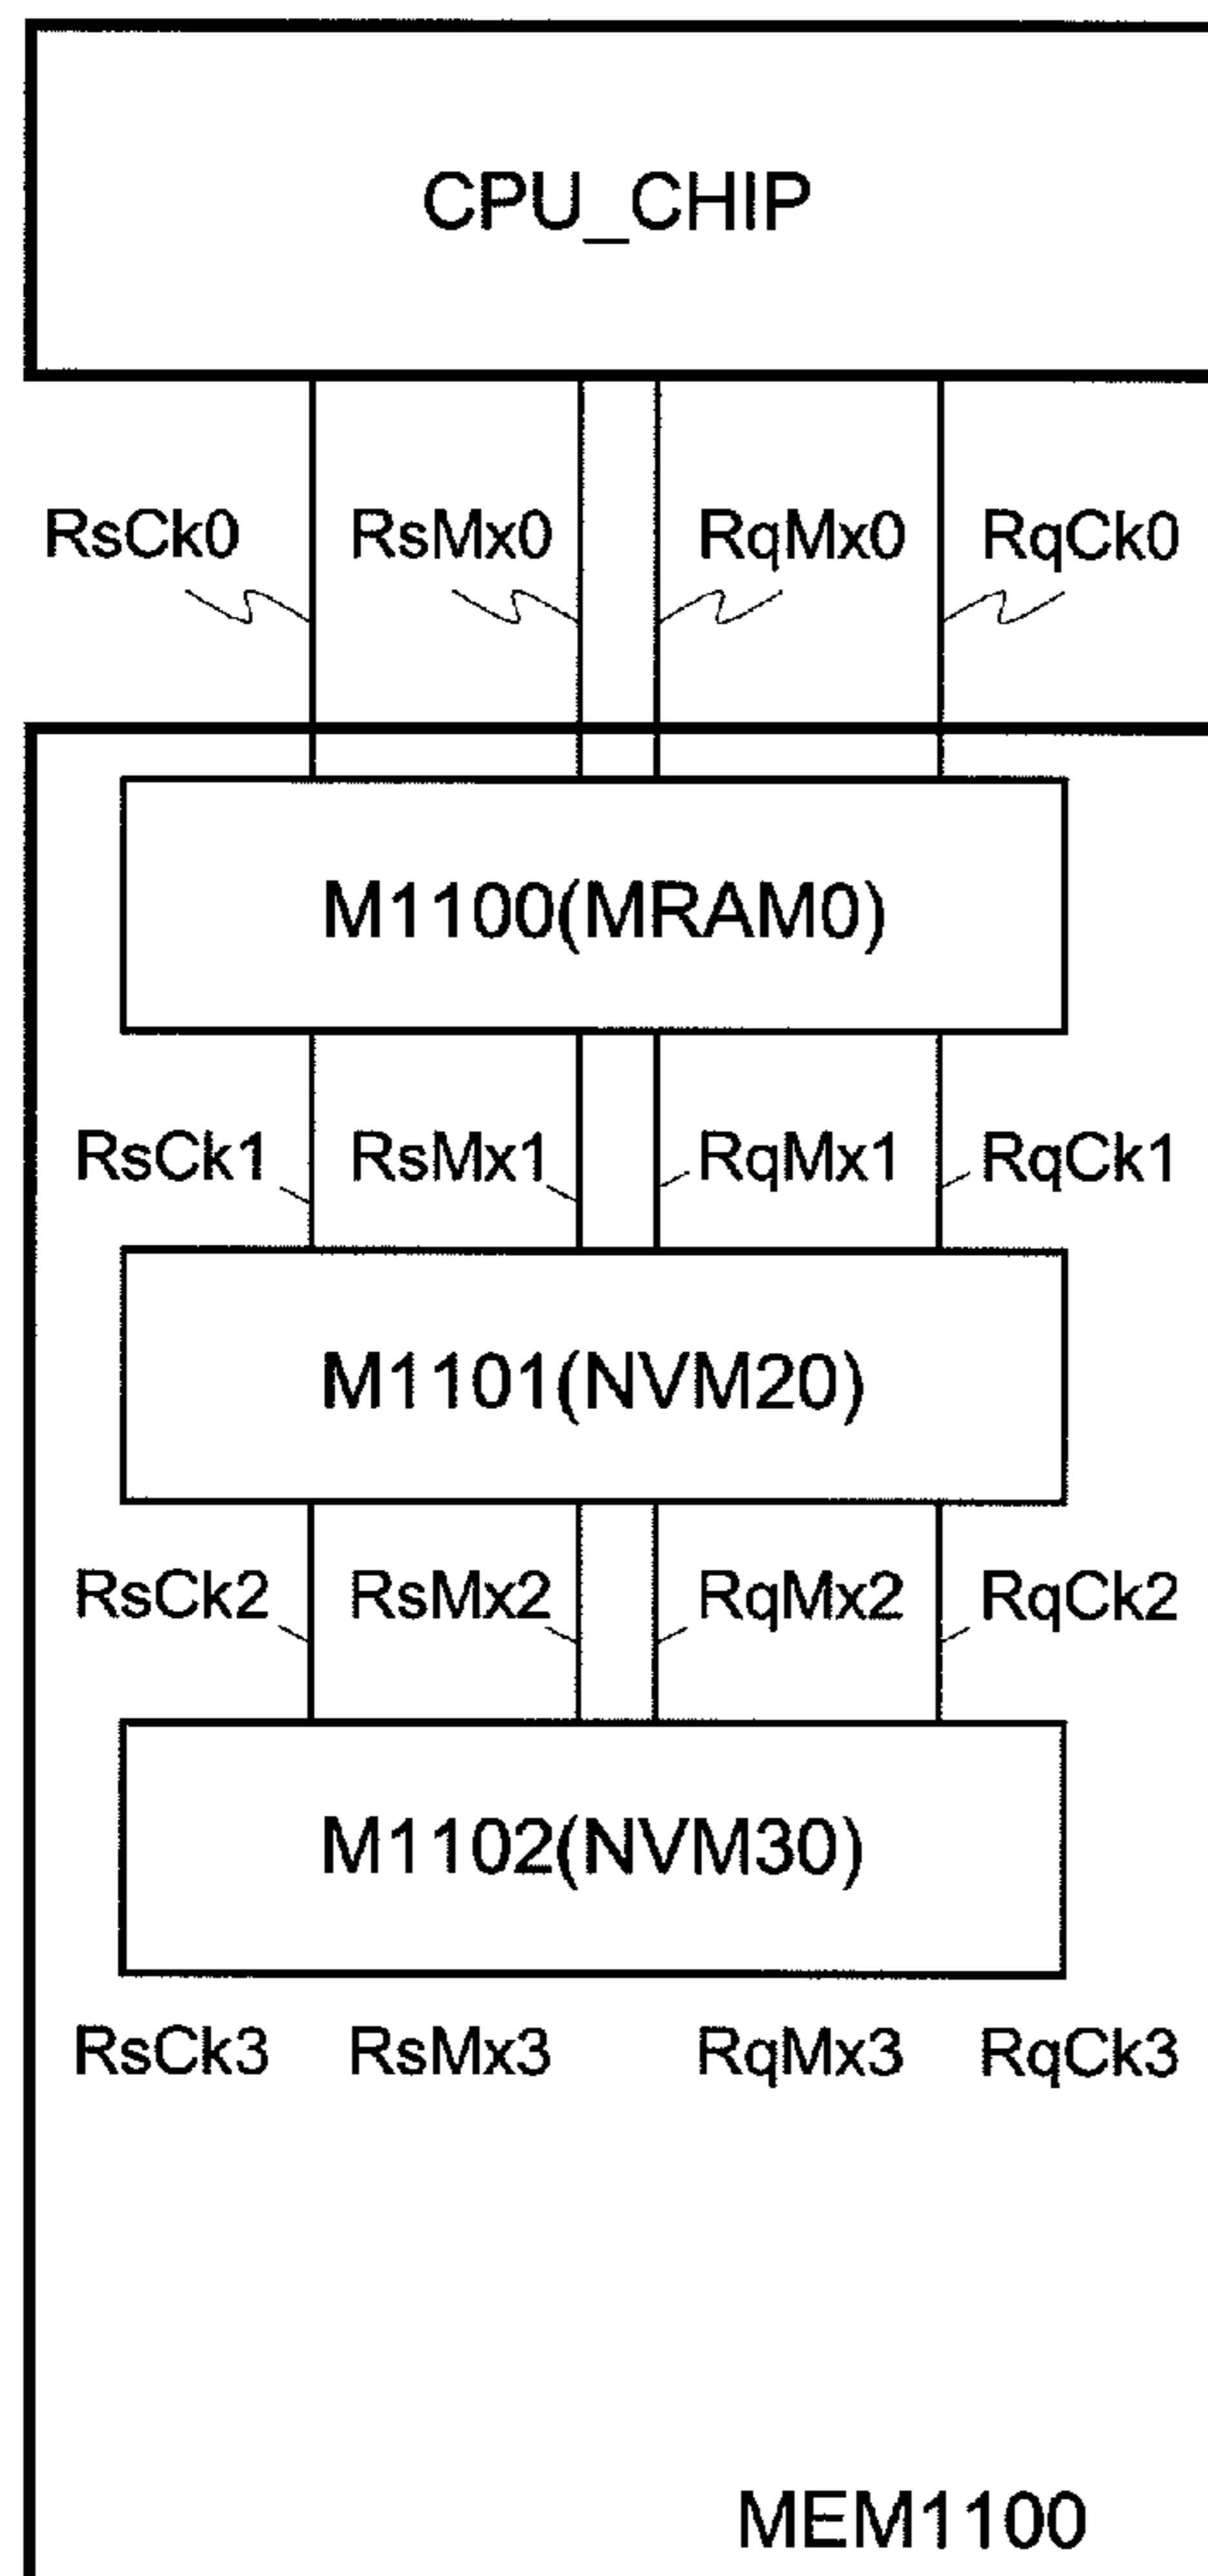 CPU_CHIP
RsCk0 RsMx0 RqMx0 RqCk0
M1100(MRAM0)
RsCk1 RsMx1 RqMx1 RqCk1
M1101(NVM20)
RsCk2 RsMx2 RqMx2 RqCk2
M1102(NVM30)
RsCk3 RsMx3 RqMx3 RqCk3
MEM1100